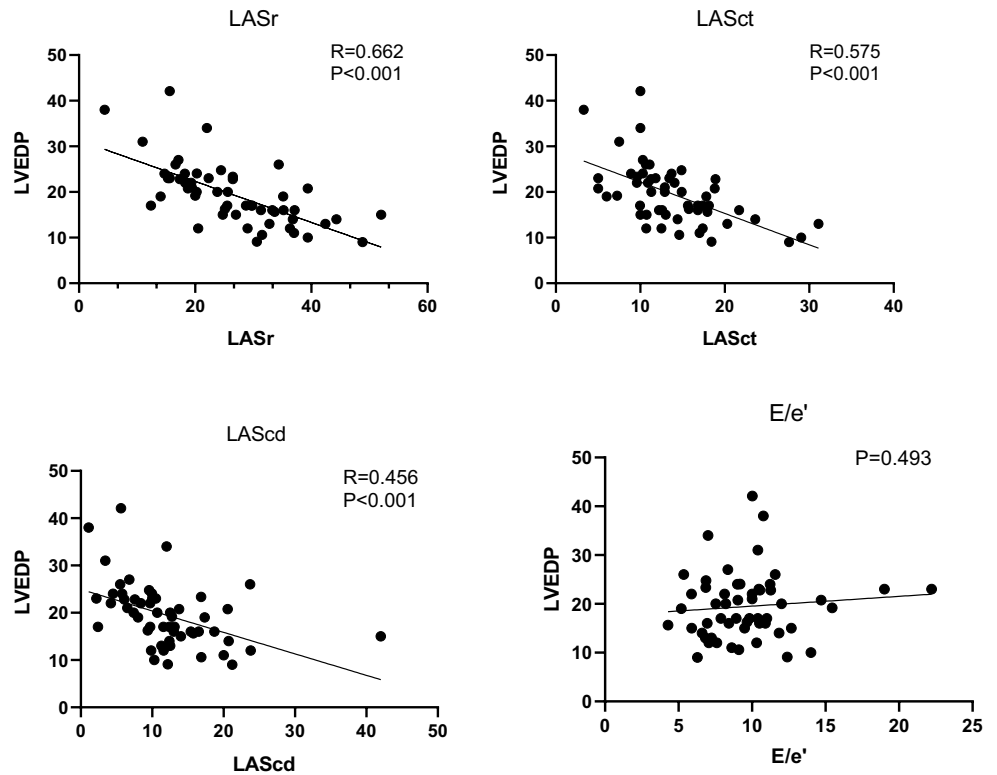 LASr
R=0.662
P<0.001
50
40
30
20
10
0
LVEDP
0 20 40 60
LASr
LASct
R=0.575
P<0.001
50
40
30
20
10
0
LVEDP
0 10 20 30 40
LASct
LAScd
R=0.456
P<0.001
50
40
30
20
10
0
LVEDP
0 10 20 30 40 50
LAScd
E/e'
P=0.493
50
40
30
20
10
0
LVEDP
0 5 10 15 20 25
E/e'